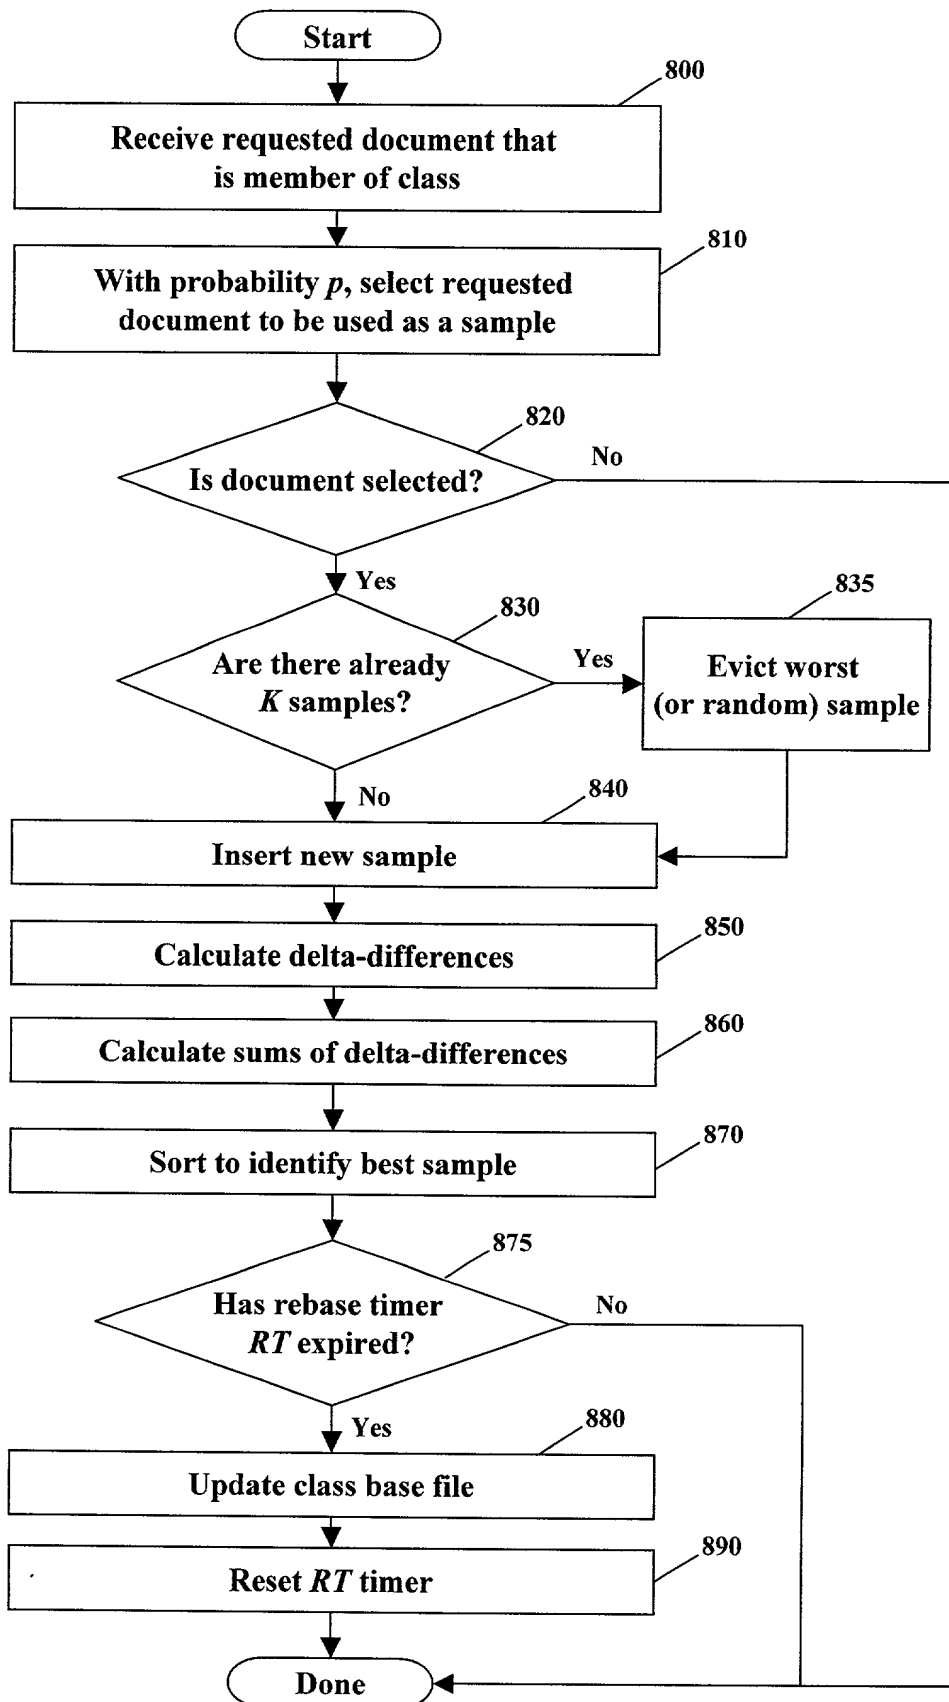 Start
800
Receive requested document that
is member of class
810
With probability p, select requested
document to be used as a sample
820
Is document selected?
No
Yes
830
Are there already
K samples?
Yes
835
Evict worst
(or random) sample
No
840
Insert new sample
850
Calculate delta-differences
860
Calculate sums of delta-differences
870
Sort to identify best sample
875
Has rebase timer
RT expired?
No
Yes
880
Update class base file
890
Reset RT timer
Done